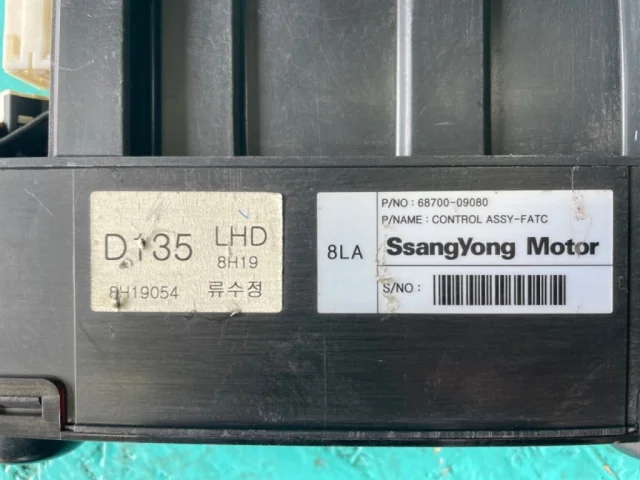 D135 LHD
8H19
8H19054 류수정
P/NO : 68700-09080
P/NAME : CONTROL ASSY-FATC
8LA SsangYong Motor
S/NO :